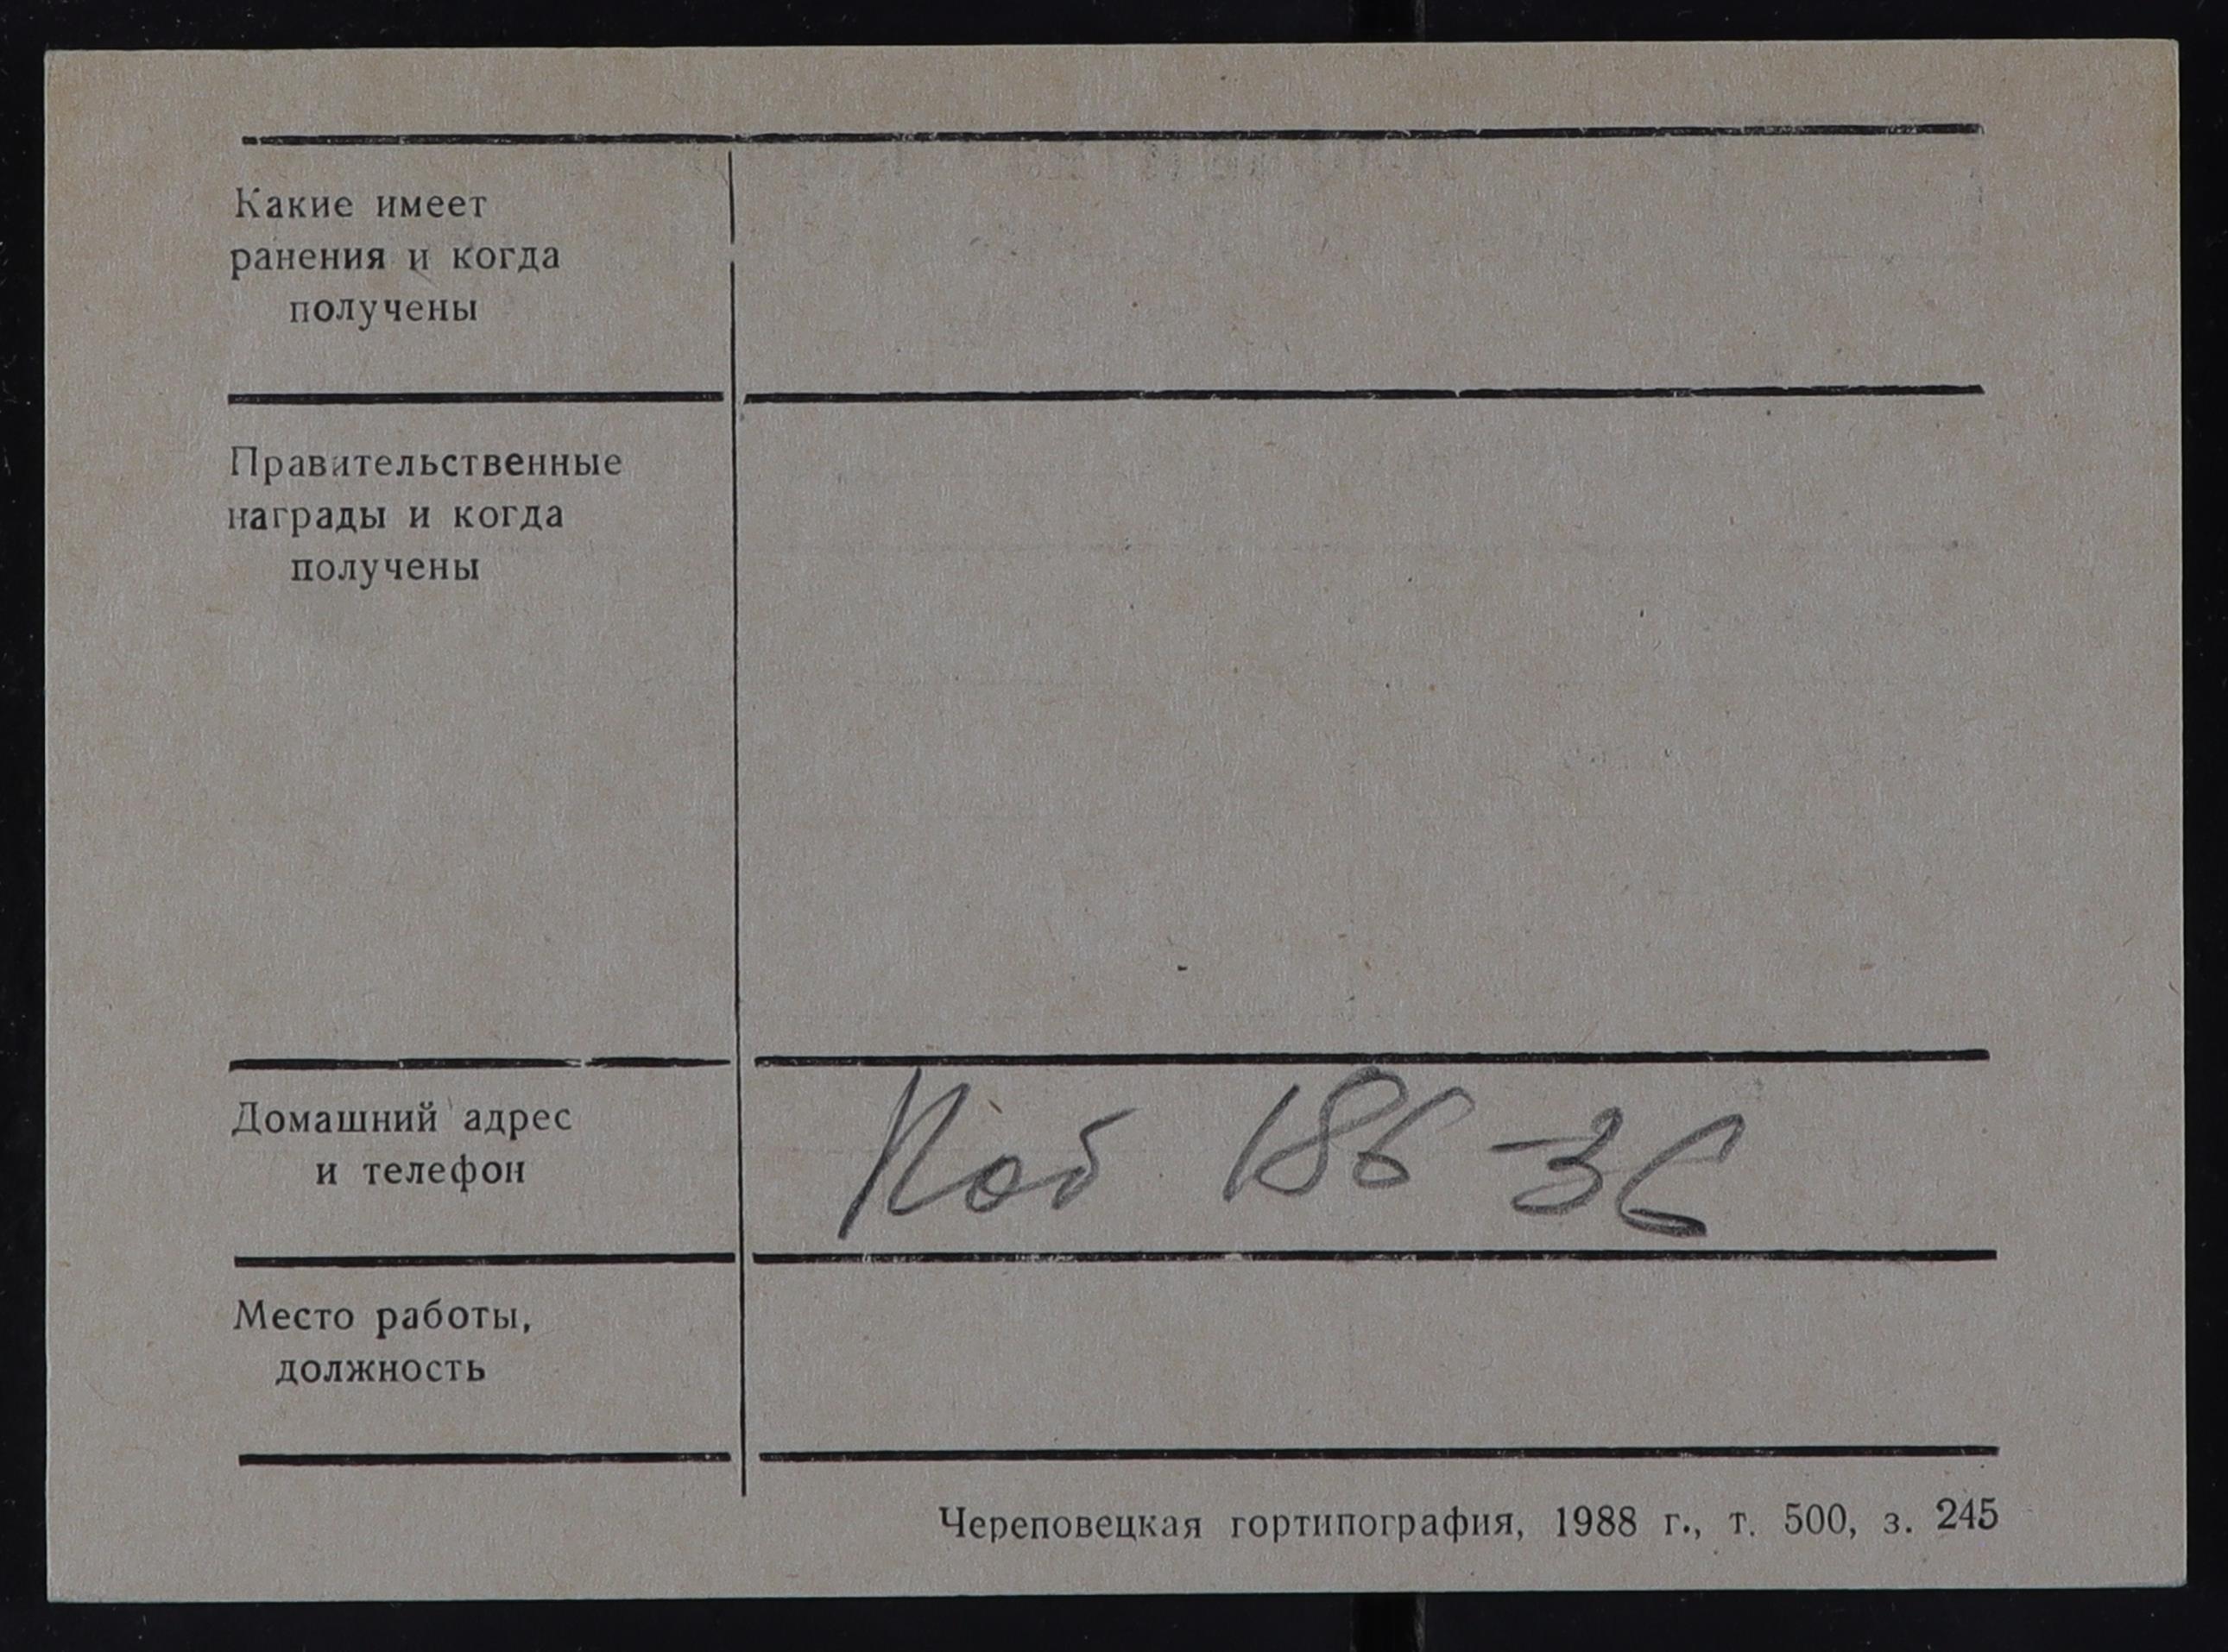 Какие имеет
ранения и когда
получены
Правительственные
награды и когда
получены
Домашний адрес
и телефон
Поб 186-36
Место работы,
должность
Череповецкая гортипография, 1988 г., т. 500, з. 245